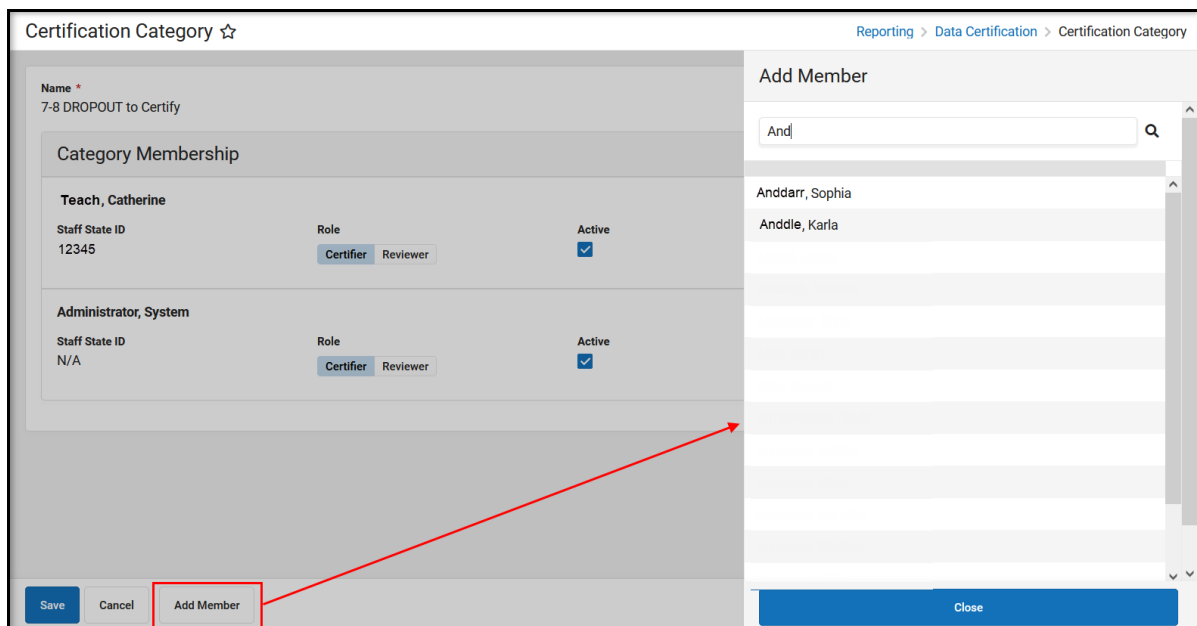 Certification Category
Reporting > Data Certification > Certification Category
Name *
7-8 DROPOUT to Certify
Category Membership
Teach, Catherine
Staff State ID Role Active
12345 Certifier Reviewer
Administrator, System
Staff State ID Role Active
N/A Certifier Reviewer
Save Cancel Add Member
Add Member
And
Anddarr, Sophia
Anddle, Karla
Close